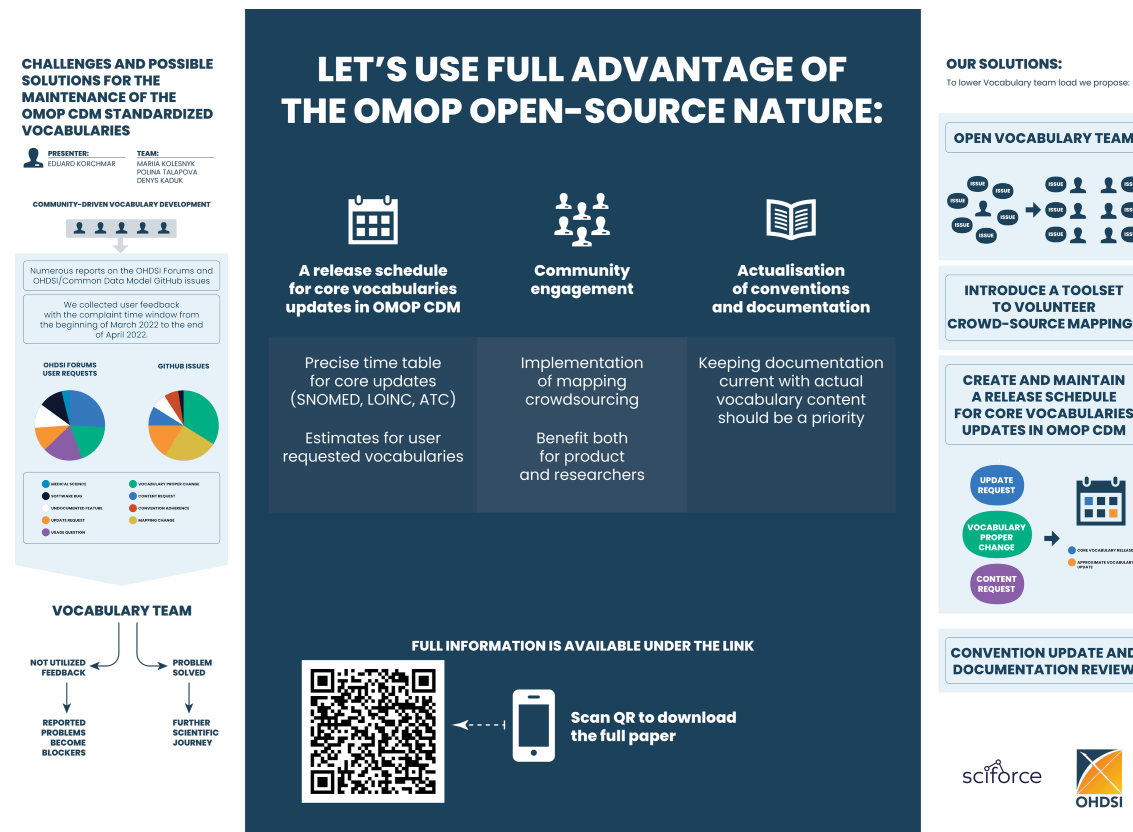 CHALLENGES AND POSSIBLE
SOLUTIONS FOR THE
MAINTENANCE OF THE
OMOP CDM STANDARDIZED
VOCABULARIES
PRESENTER:
EDUARD KORCHMAR
TEAM:
MARIIA KOLESNYK
POLINA TALAPOVA
DENYS KADUK
COMMUNITY-DRIVEN VOCABULARY DEVELOPMENT
Numerous reports on the OHDSI Forums and
OHDSI/Common Data Model GitHub issues
We collected user feedback
with the complaint time window from
the beginning of March 2022 to the end
of April 2022.
OHDSI FORUMS
USER REQUESTS
GITHUB ISSUES
MEDICAL SCIENCE
SOFTWARE BUG
UNDOCUMENTED FEATURE
UPDATE REQUEST
USAGE QUESTION
VOCABULARY PROPER CHANGE
CONTENT REQUEST
CONVENTION ADHERENCE
MAPPING CHANGE
VOCABULARY TEAM
NOT UTILIZED
FEEDBACK
PROBLEM
SOLVED
REPORTED
PROBLEMS
BECOME
BLOCKERS
FURTHER
SCIENTIFIC
JOURNEY
LET'S USE FULL ADVANTAGE OF
THE OMOP OPEN-SOURCE NATURE:
A release schedule
for core vocabularies
updates in OMOP CDM
Community
engagement
Actualisation
of conventions
and documentation
Precise time table
for core updates
(SNOMED, LOINC, ATC)
Estimates for user
requested vocabularies
Implementation
of mapping
crowdsourcing
Benefit both
for product
and researchers
Keeping documentation
current with actual
vocabulary content
should be a priority
FULL INFORMATION IS AVAILABLE UNDER THE LINK
Scan QR to download
the full paper
OUR SOLUTIONS:
To lower Vocabulary team load we propose:
OPEN VOCABULARY TEAM
ISSUE
ISSUE
ISSUE
ISSUE
ISSUE
ISSUE
ISSUE
ISSUE
ISSUE
ISSUE
ISSUE
ISSUE
INTRODUCE A TOOLSET
TO VOLUNTEER
CROWD-SOURCE MAPPING
CREATE AND MAINTAIN
A RELEASE SCHEDULE
FOR CORE VOCABULARIES
UPDATES IN OMOP CDM
UPDATE
REQUEST
VOCABULARY
PROPER
CHANGE
CONTENT
REQUEST
CORE VOCABULARY RELEASE
APPROXIMATE VOCABULARY
UPDATE
CONVENTION UPDATE AND
DOCUMENTATION REVIEW
sciforce
OHDSI